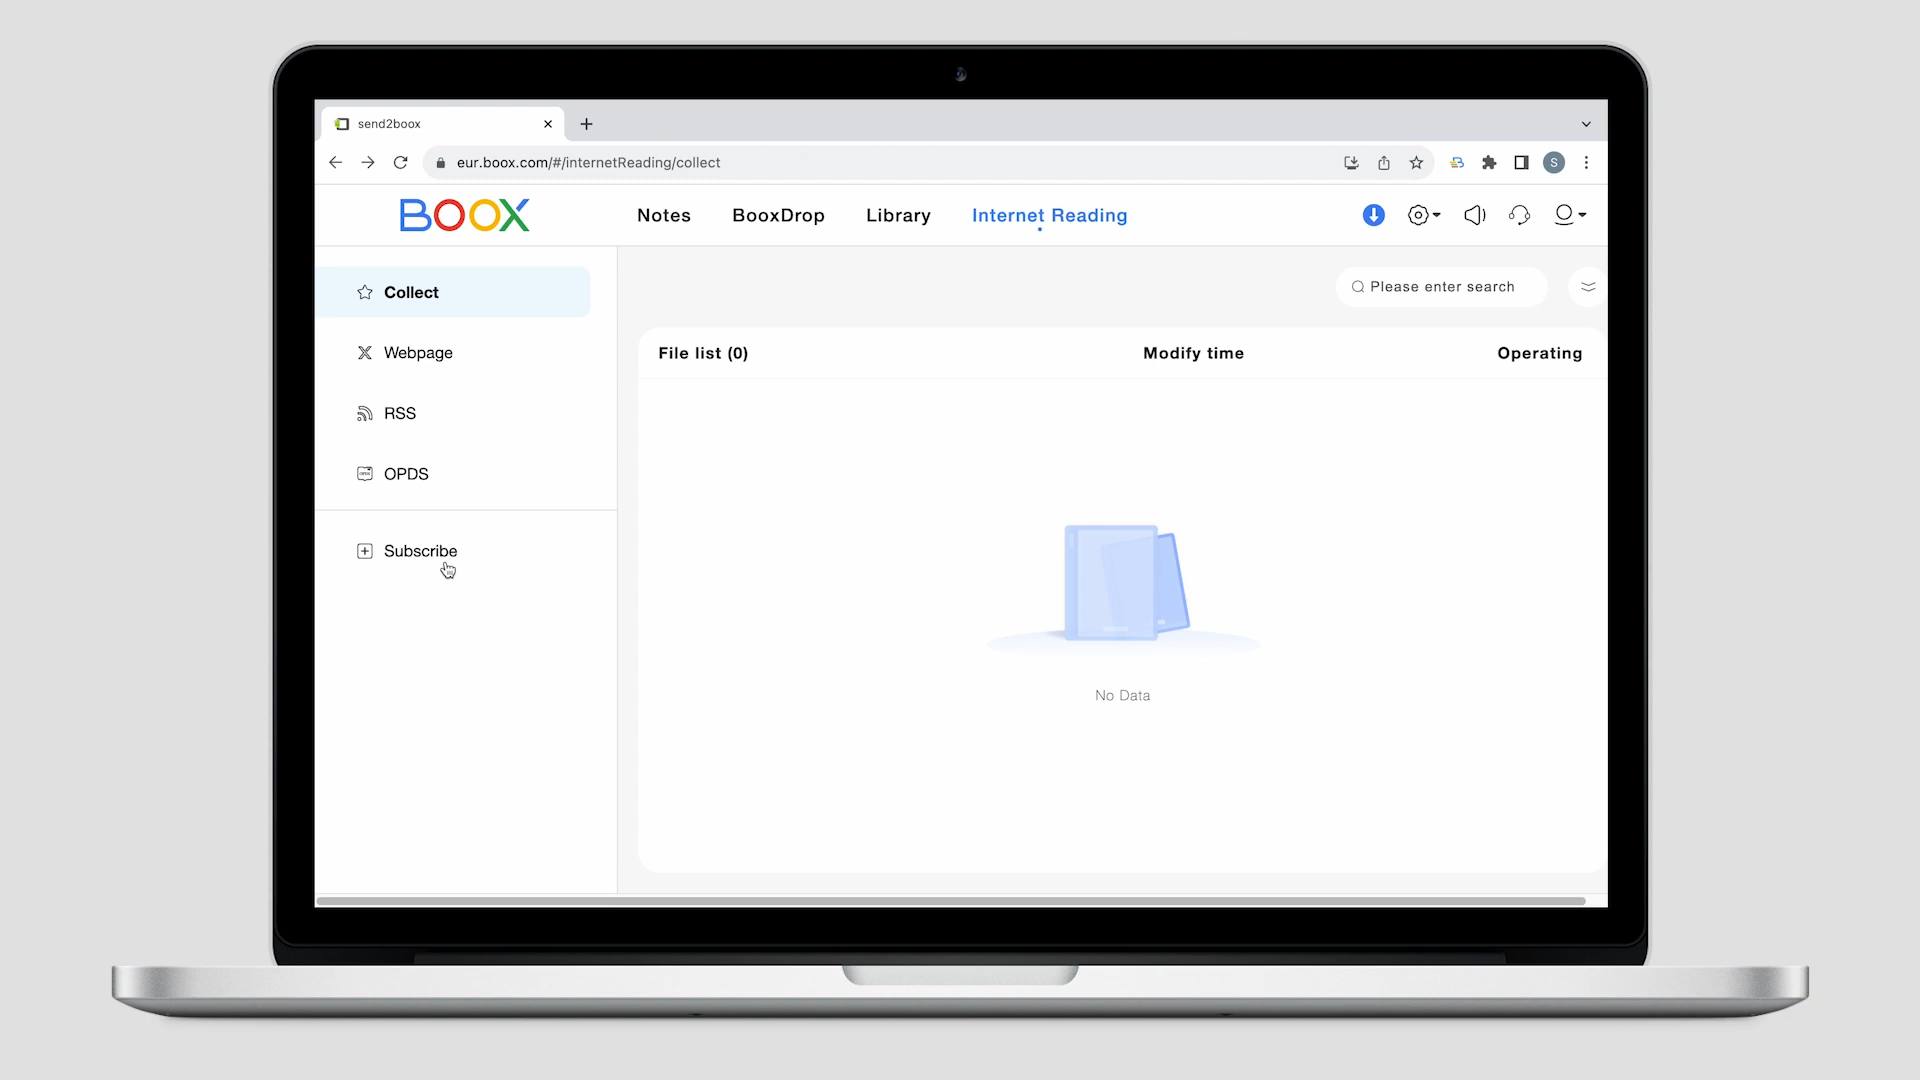 send2boox
eur.boox.com/#/internetReading/collect
S
BOOX
Notes
BooxDrop
Library
Internet Reading
Collect
Webpage
RSS
OPDS
Subscribe
Please enter search
File list (0)
Modify time
Operating
No Data